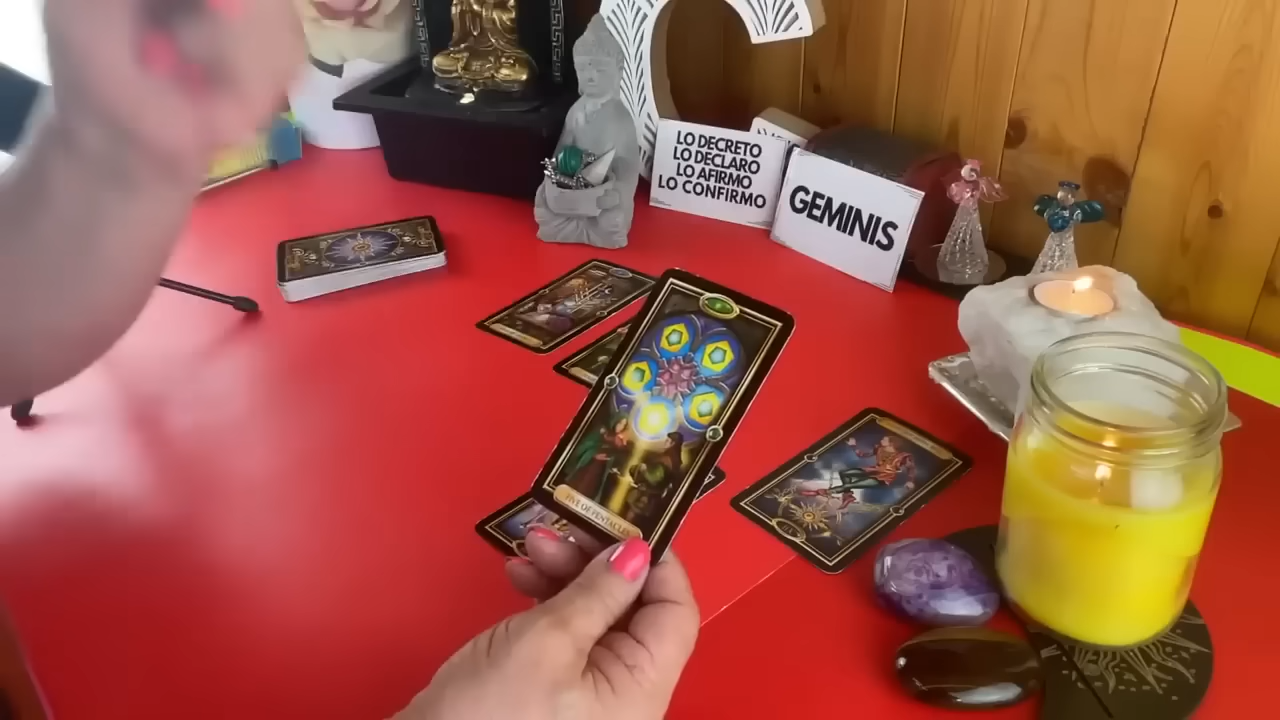 LO DECRETO
LO DECLARO
LO AFIRMO
LO CONFIRMO
GEMINIS
FIVE OF PENTACLES